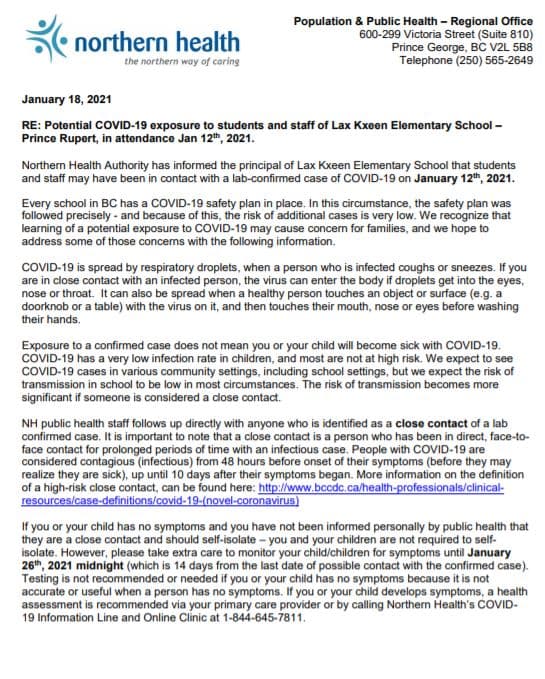 northern health
the northern way of caring
Population & Public Health – Regional Office
600-299 Victoria Street (Suite 810)
Prince George, BC V2L 5B8
Telephone (250) 565-2649
January 18, 2021
RE: Potential COVID-19 exposure to students and staff of Lax Kxeen Elementary School –
Prince Rupert, in attendance Jan 12th, 2021.
Northern Health Authority has informed the principal of Lax Kxeen Elementary School that students
and staff may have been in contact with a lab-confirmed case of COVID-19 on January 12th, 2021.
Every school in BC has a COVID-19 safety plan in place. In this circumstance, the safety plan was
followed precisely - and because of this, the risk of additional cases is very low. We recognize that
learning of a potential exposure to COVID-19 may cause concern for families, and we hope to
address some of those concerns with the following information.
COVID-19 is spread by respiratory droplets, when a person who is infected coughs or sneezes. If you
are in close contact with an infected person, the virus can enter the body if droplets get into the eyes,
nose or throat. It can also be spread when a healthy person touches an object or surface (e.g. a
doorknob or a table) with the virus on it, and then touches their mouth, nose or eyes before washing
their hands.
Exposure to a confirmed case does not mean you or your child will become sick with COVID-19.
COVID-19 has a very low infection rate in children, and most are not at high risk. We expect to see
COVID-19 cases in various community settings, including school settings, but we expect the risk of
transmission in school to be low in most circumstances. The risk of transmission becomes more
significant if someone is considered a close contact.
NH public health staff follows up directly with anyone who is identified as a close contact of a lab
confirmed case. It is important to note that a close contact is a person who has been in direct, face-to-
face contact for prolonged periods of time with an infectious case. People with COVID-19 are
considered contagious (infectious) from 48 hours before onset of their symptoms (before they may
realize they are sick), up until 10 days after their symptoms began. More information on the definition
of a high-risk close contact, can be found here: http://www.bccdc.ca/health-professionals/clinical-
resources/case-definitions/covid-19-(novel-coronavirus)
If you or your child has no symptoms and you have not been informed personally by public health that
they are a close contact and should self-isolate – you and your children are not required to self-
isolate. However, please take extra care to monitor your child/children for symptoms until January
26th, 2021 midnight (which is 14 days from the last date of possible contact with the confirmed case).
Testing is not recommended or needed if you or your child has no symptoms because it is not
accurate or useful when a person has no symptoms. If you or your child develops symptoms, a health
assessment is recommended via your primary care provider or by calling Northern Health's COVID-
19 Information Line and Online Clinic at 1-844-645-7811.